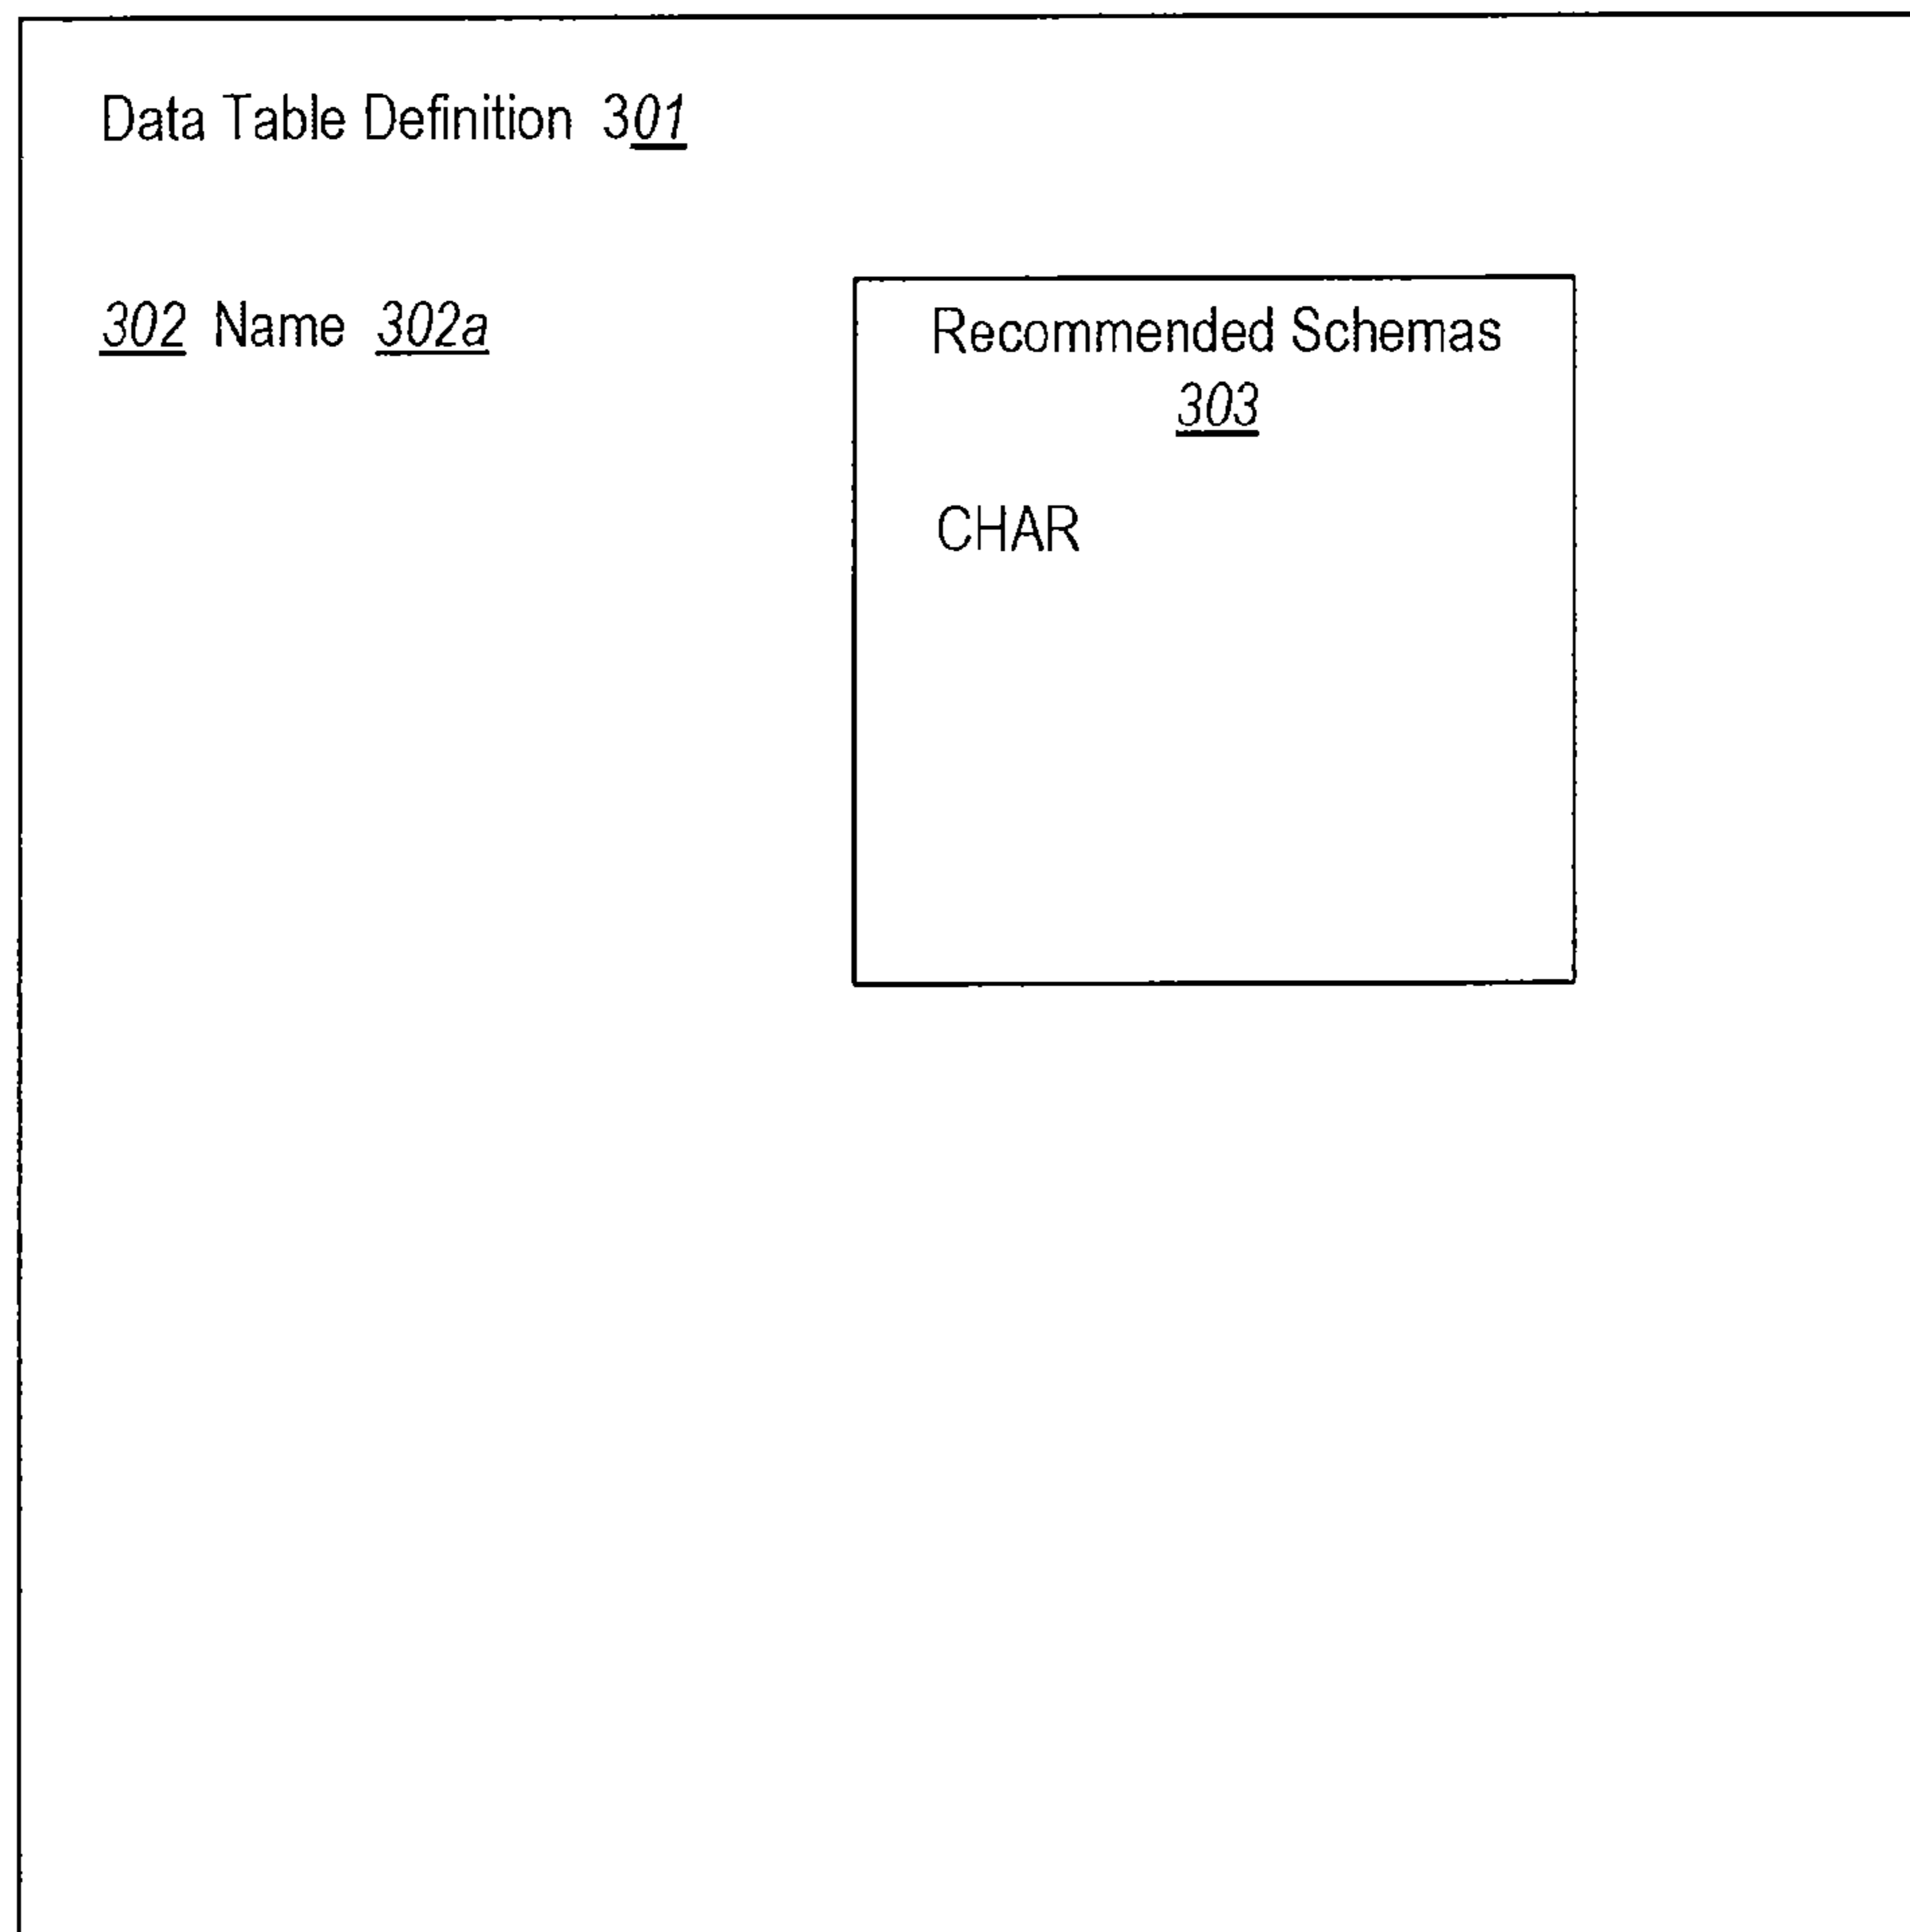 Data Table Definition 301
302 Name 302a
Recommended Schemas
303
CHAR